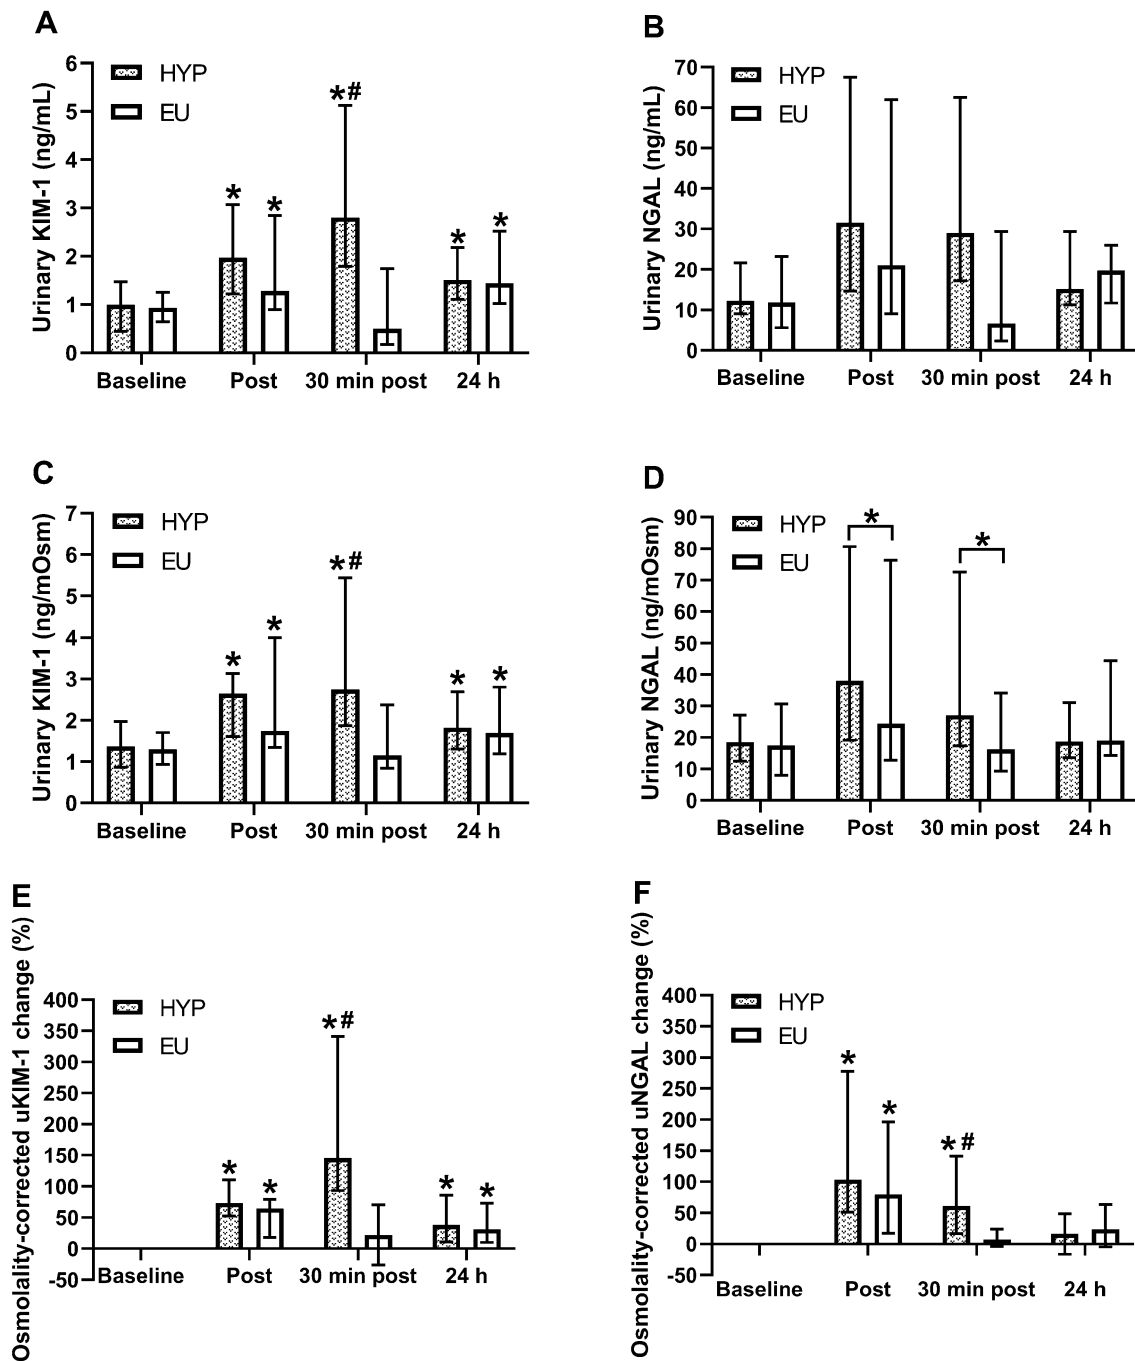 A
Urinary KIM-1 (ng/mL)
6
5
4
3
2
1
0
HYP
EU
* * *# * *
Baseline Post 30 min post 24 h
B
Urinary NGAL (ng/mL)
70
60
50
40
30
20
10
0
HYP
EU
Baseline Post 30 min post 24 h
C
Urinary KIM-1 (ng/mOsm)
7
6
5
4
3
2
1
0
HYP
EU
* * *# * *
Baseline Post 30 min post 24 h
D
Urinary NGAL (ng/mOsm)
90
80
70
60
50
40
30
20
10
0
HYP
EU
* *
Baseline Post 30 min post 24 h
E
Osmolality-corrected uKIM-1 change (%)
400
350
300
250
200
150
100
50
0
-50
HYP
EU
* * *# * *
Baseline Post 30 min post 24 h
F
Osmolality-corrected uNGAL change (%)
400
350
300
250
200
150
100
50
0
-50
HYP
EU
* * *#
Baseline Post 30 min post 24 h